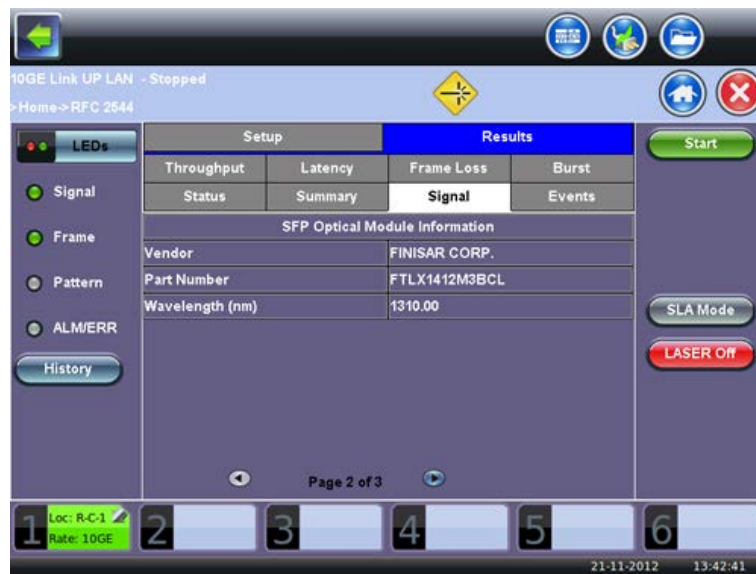 10GE Link UP LAN - Stopped
>Home->RFC 2544
LEDs
Signal
Frame
Pattern
ALM/ERR
History
Setup Results
Throughput Latency Frame Loss Burst
Status Summary Signal Events
SFP Optical Module Information
Vendor FINISAR CORP.
Part Number FTLX1412M3BCL
Wavelength (nm) 1310.00
Page 2 of 3
Start
SLA Mode
LASER Off
1 Loc: R-C-1
Rate: 10GE
2
3
4
5
6
21-11-2012 13:42:41